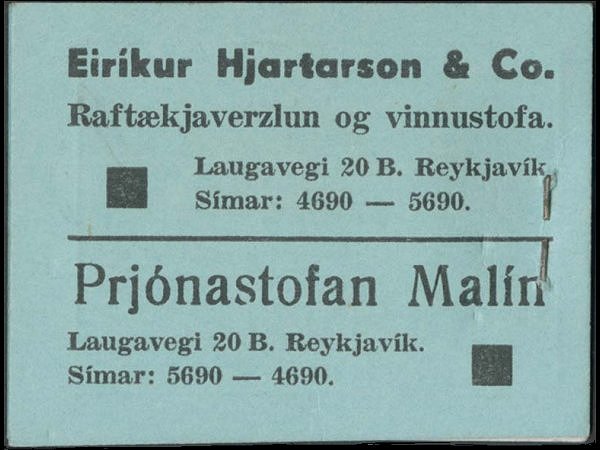 Eiríkur Hjartarson & Co.
Raftækjaverzlun og vinnustofa.
Laugavegi 20 B. Reykjavík.
Símar: 4690 — 5690.
Prjónastofan Malín
Laugavegi 20 B. Reykjavík.
Símar: 5690 — 4690.